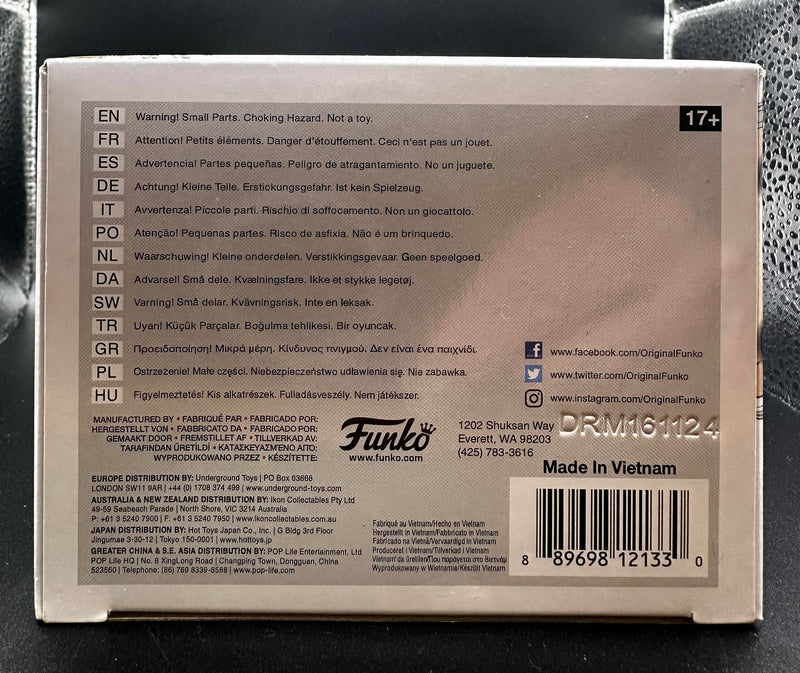 17+
EN Warning! Small Parts. Choking Hazard. Not a toy.
FR Attention! Petits éléments. Danger d'étouffement. Ceci n'est pas un jouet.
ES Advertencia! Partes pequeñas. Peligro de atragantamiento. No un juguete.
DE Achtung! Kleine Teile. Erstickungsgefahr. Ist kein Spielzeug.
IT Avvertenza! Piccole parti. Rischio di soffocamento. Non un giocattolo.
PO Atenção! Pequenas partes. Risco de asfixia. Não é um brinquedo.
NL Waarschuwing! Kleine onderdelen. Verstikkingsgevaar. Geen speelgoed.
DA Advarsel! Små dele. Kvælningsfare. Ikke et stykke legetøj.
SW Varning! Små delar. Kvävningsrisk. Inte en leksak.
TR Uyarı! Küçük Parçalar. Boğulma tehlikesi. Bir oyuncak.
GR Προειδοποίηση! Μικρά μέρη. Κίνδυνος πνιγμού. Δεν είναι ένα παιχνίδι.
PL Ostrzeżenie! Małe części. Niebezpieczeństwo udławienia się. Nie zabawka.
HU Figyelmeztetés! Kis alkatrészek. Fulladásveszély. Nem játékszer.
www.facebook.com/OriginalFunko
www.twitter.com/OriginalFunko
www.instagram.com/OriginalFunko
MANUFACTURED BY • FABRIQUÉ PAR • FABRICADO POR:
HERGESTELLT VON • FABBRICATO DA • FABRICADO POR:
GEMAAKT DOOR • FREMSTILLET AF • TILLVERKAD AV:
TARAFINDAN ÜRETİLDİ • ΚΑΤΑΣΚΕΥΑΣΜΕΝΟ ΑΠΌ:
WYPRODUKOWANO PRZEZ • KÉSZÍTETTE:
Funko
www.funko.com
1202 Shuksan Way
Everett, WA 98203
(425) 783-3616
DRM161124
Made In Vietnam
EUROPE DISTRIBUTION BY: Underground Toys | PO Box 63668
LONDON SW11 9AR | +44 (0) 1708 374 499 | www.underground-toys.com
AUSTRALIA & NEW ZEALAND DISTRIBUTION BY: Ikon Collectables Pty Ltd
49-59 Seabeach Parade | North Shore, VIC 3214 Australia
P: +61 3 5240 7900 | F: +61 3 5240 7950 | www.ikoncollectables.com.au
JAPAN DISTRIBUTION BY: Hot Toys Japan Co., Inc. | G Bldg 3rd Floor
Jingumae 3-30-12 | Tokyo 150-0001 | www.hottoys.jp
GREATER CHINA & S.E. ASIA DISTRIBUTION BY: POP Life Entertainment, Ltd
POP Life HQ | No. 8 XingLong Road | Changping Town, Dongguan, China
523560 | Telephone: (86) 769 8339-8588 | www.pop-life.com
Fabriqué au Vietnam/Hecho en Vietnam
Hergestellt in Vietnam/Fabbricato in Vietnam
Fabricado na Vietnã/Vervaardigd in Vietnam
Produceret i Vietnam/Tillverkad i Vietnam
Vietnam'da üretilen/Που παράγεται στο Βιετνάμ
Wyprodukowany w Wietnamie/Készült Vietnam
8 89698 12133 0